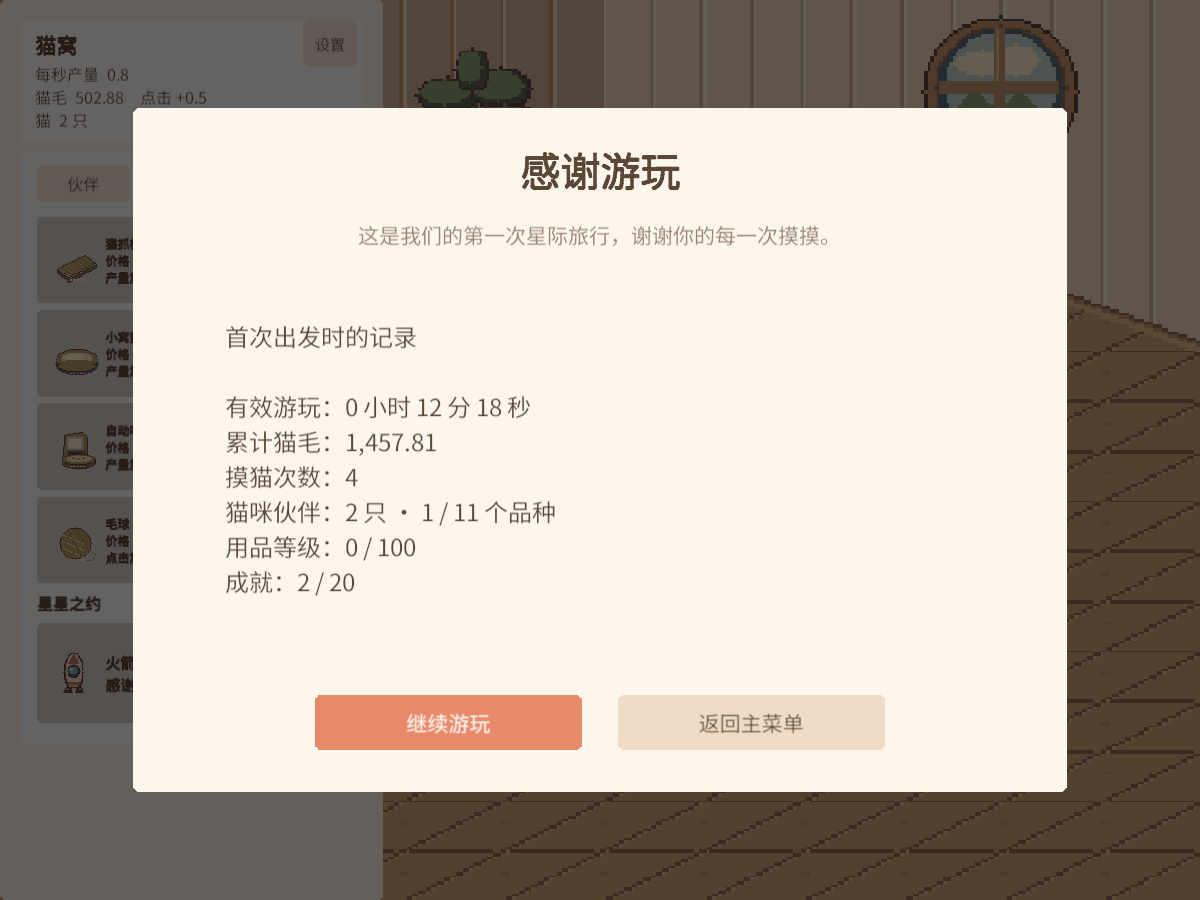 猫窝
设置
每秒产量 0.8
猫毛 502.88 点击 +0.5
猫 2 只
伙伴
猫抓
价格
产量
小窝
价格
产量
自动
价格
产量
毛球
价格
点击
星星之约
火箭
感谢
感谢游玩
这是我们的第一次星际旅行，谢谢你的每一次摸摸。
首次出发时的记录
有效游玩：0 小时 12 分 18 秒
累计猫毛：1,457.81
摸猫次数：4
猫咪伙伴：2 只 · 1 / 11 个品种
用品等级：0 / 100
成就：2 / 20
继续游玩
返回主菜单